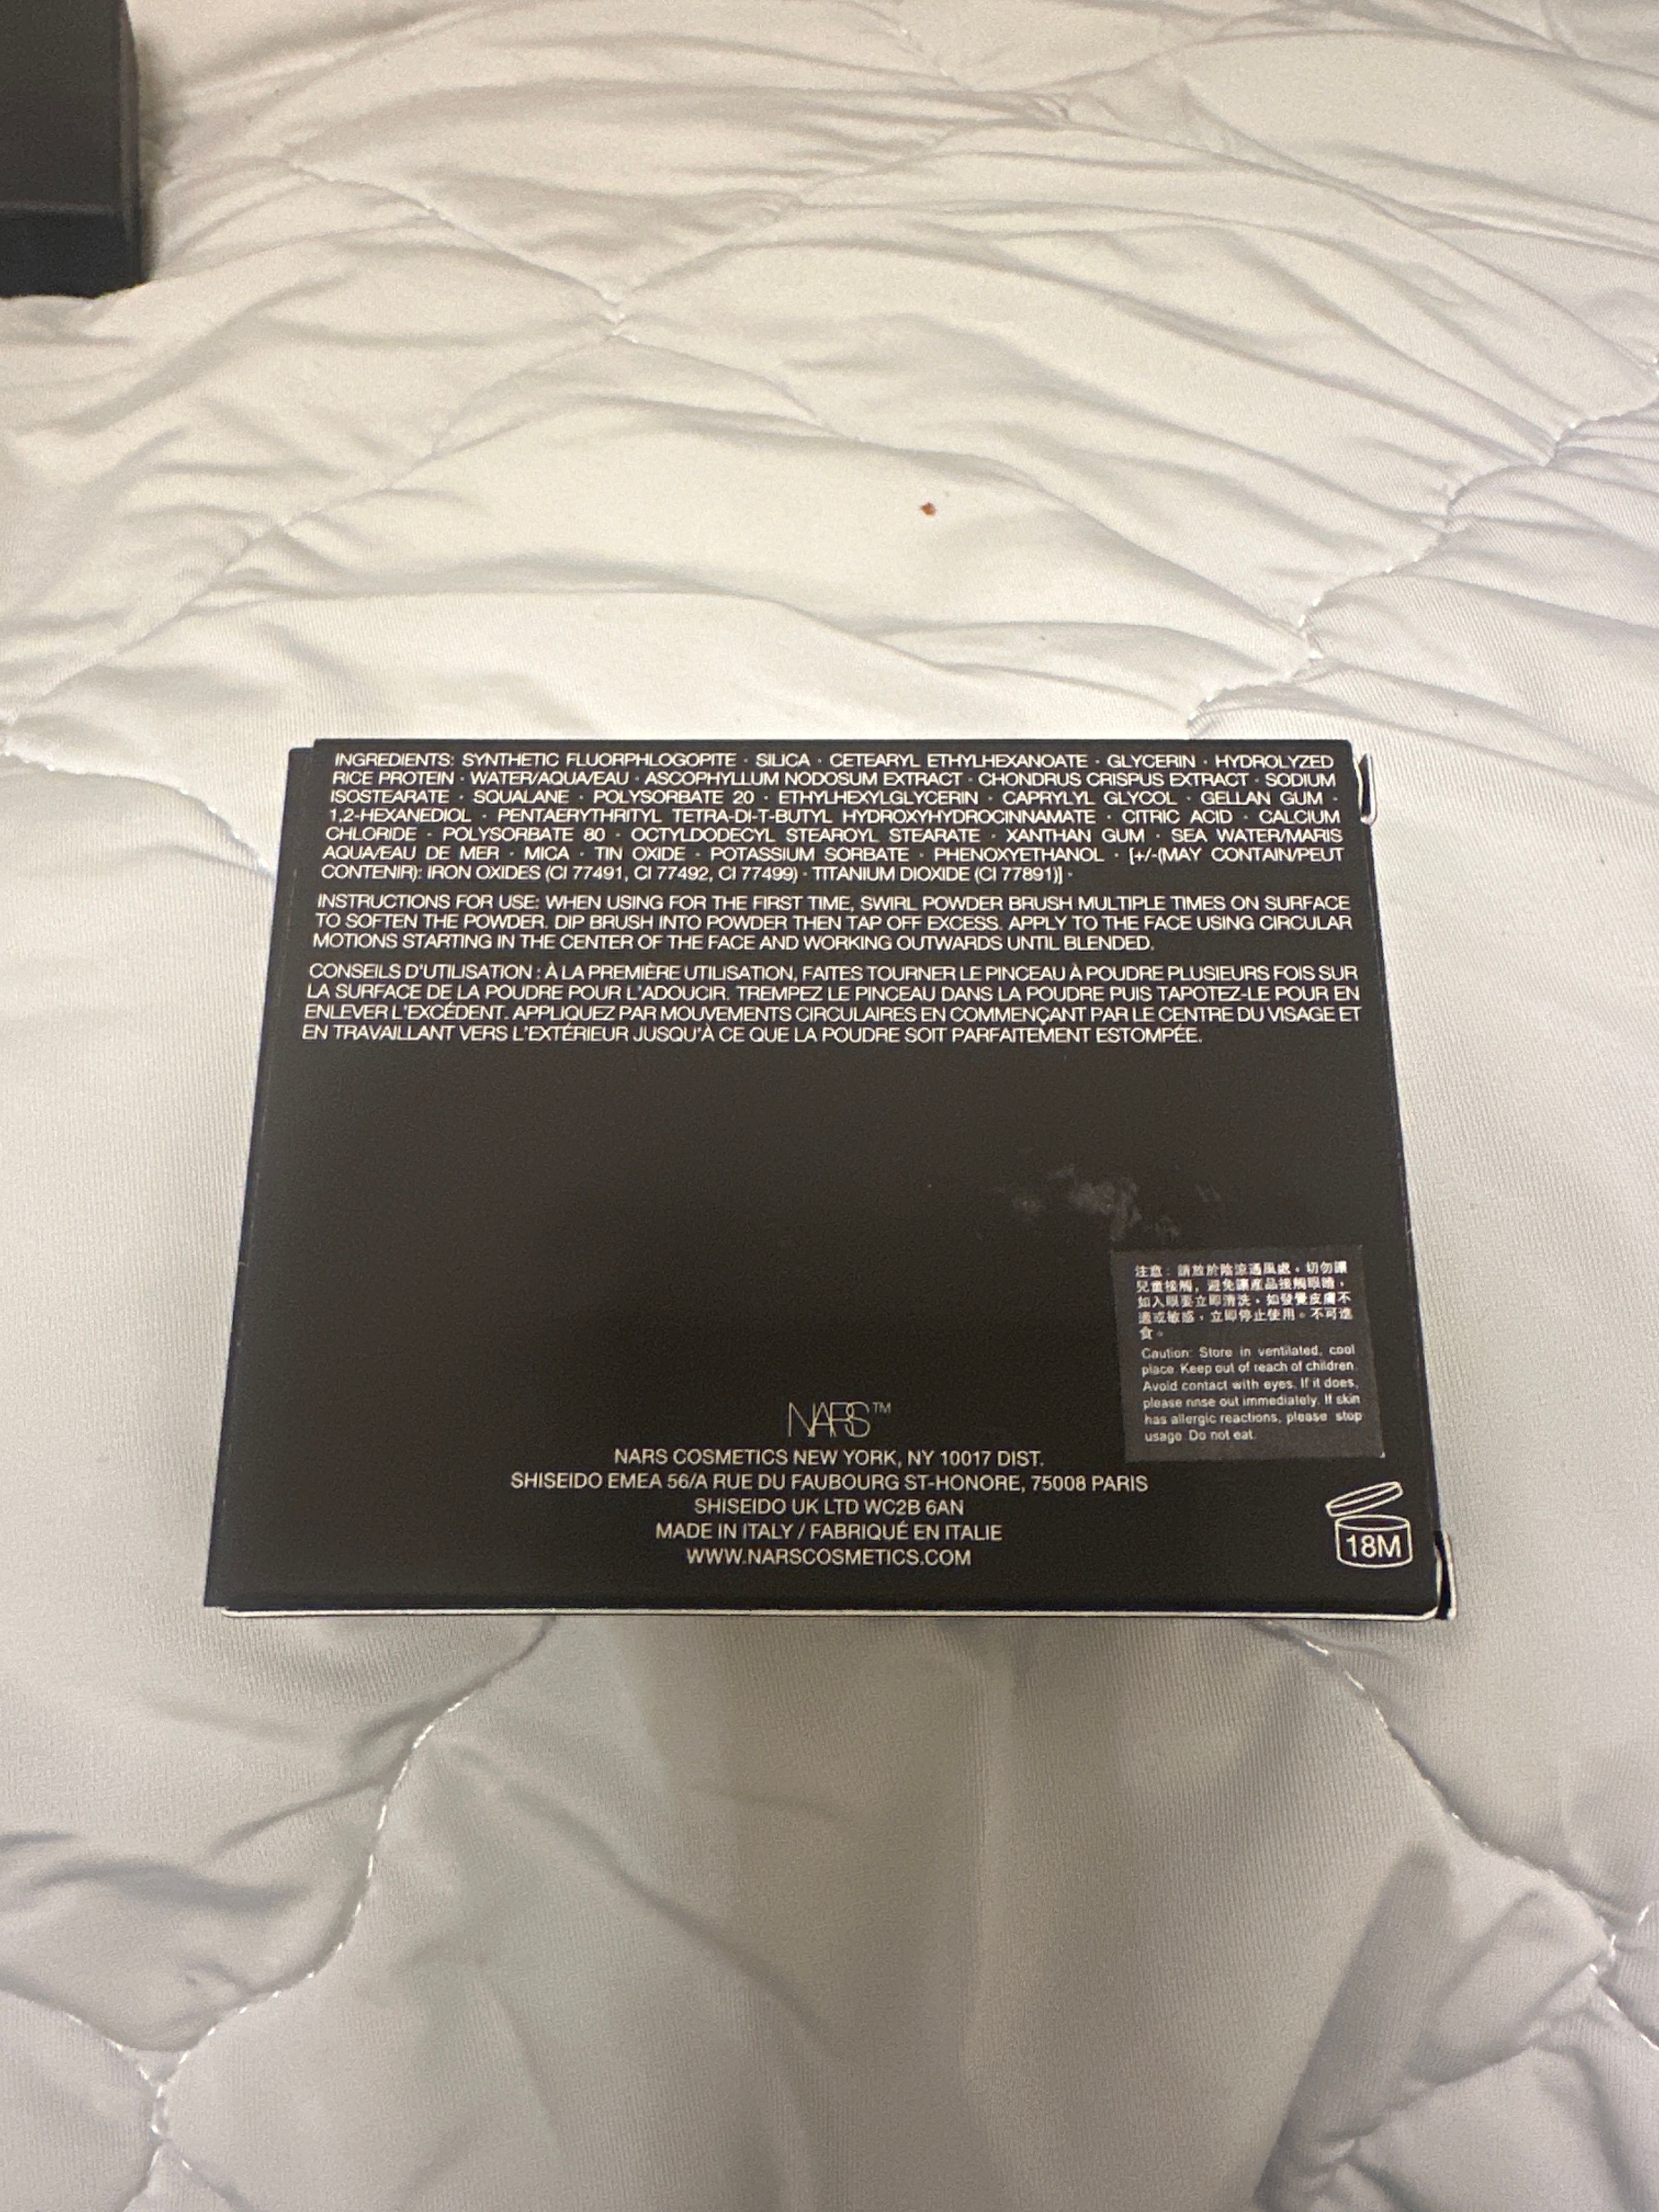 INGREDIENTS: SYNTHETIC FLUORPHLOGOPITE · SILICA · CETEARYL ETHYLHEXANOATE · GLYCERIN · HYDROLYZED
RICE PROTEIN · WATER/AQUA/EAU · ASCOPHYLLUM NODOSUM EXTRACT · CHONDRUS CRISPUS EXTRACT · SODIUM
ISOSTEARATE · SQUALANE · POLYSORBATE 20 · ETHYLHEXYLGLYCERIN · CAPRYLYL GLYCOL · GELLAN GUM ·
1,2-HEXANEDIOL · PENTAERYTHRITYL TETRA-DI-T-BUTYL HYDROXYHYDROCINNAMATE · CITRIC ACID · CALCIUM
CHLORIDE · POLYSORBATE 80 · OCTYLDODECYL STEAROYL STEARATE · XANTHAN GUM · SEA WATER/MARIS
AQUA/EAU DE MER · MICA · TIN OXIDE · POTASSIUM SORBATE · PHENOXYETHANOL · [+/-(MAY CONTAIN/PEUT
CONTENIR): IRON OXIDES (CI 77491, CI 77492, CI 77499) · TITANIUM DIOXIDE (CI 77891)] ·
INSTRUCTIONS FOR USE: WHEN USING FOR THE FIRST TIME, SWIRL POWDER BRUSH MULTIPLE TIMES ON SURFACE
TO SOFTEN THE POWDER. DIP BRUSH INTO POWDER THEN TAP OFF EXCESS. APPLY TO THE FACE USING CIRCULAR
MOTIONS STARTING IN THE CENTER OF THE FACE AND WORKING OUTWARDS UNTIL BLENDED.
CONSEILS D'UTILISATION : À LA PREMIÈRE UTILISATION, FAITES TOURNER LE PINCEAU À POUDRE PLUSIEURS FOIS SUR
LA SURFACE DE LA POUDRE POUR L'ADOUCIR. TREMPEZ LE PINCEAU DANS LA POUDRE PUIS TAPOTEZ-LE POUR EN
ENLEVER L'EXCÉDENT. APPLIQUEZ PAR MOUVEMENTS CIRCULAIRES EN COMMENÇANT PAR LE CENTRE DU VISAGE ET
EN TRAVAILLANT VERS L'EXTÉRIEUR JUSQU'À CE QUE LA POUDRE SOIT PARFAITEMENT ESTOMPÉE.
注意：請放於陰涼通風處。切勿讓
兒童接觸，避免讓產品接觸眼睛，
如入眼要立即清洗。如發覺皮膚不
適或敏感，立即停止使用。不可進
食。
Caution: Store in ventilated, cool
place. Keep out of reach of children.
Avoid contact with eyes. If it does,
please rinse out immediately. If skin
has allergic reactions, please stop
usage. Do not eat.
NARS™
NARS COSMETICS NEW YORK, NY 10017 DIST.
SHISEIDO EMEA 56/A RUE DU FAUBOURG ST-HONORE, 75008 PARIS
SHISEIDO UK LTD WC2B 6AN
MADE IN ITALY / FABRIQUÉ EN ITALIE
WWW.NARSCOSMETICS.COM
18M